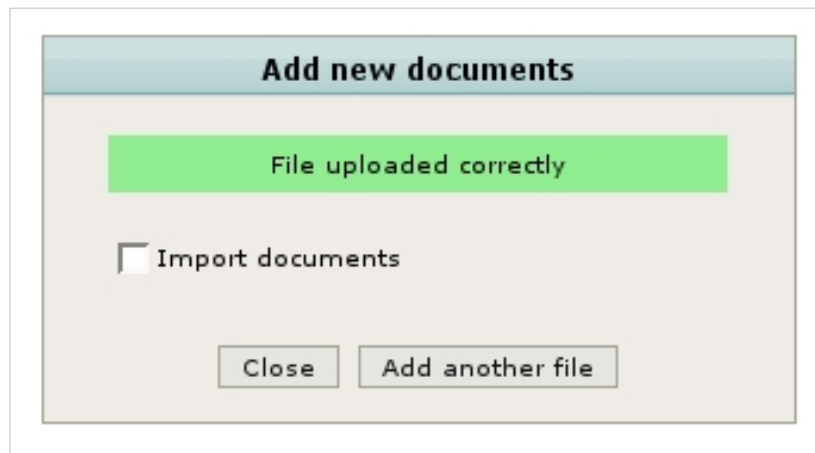 Add new documents
File uploaded correctly
Import documents
Close Add another file